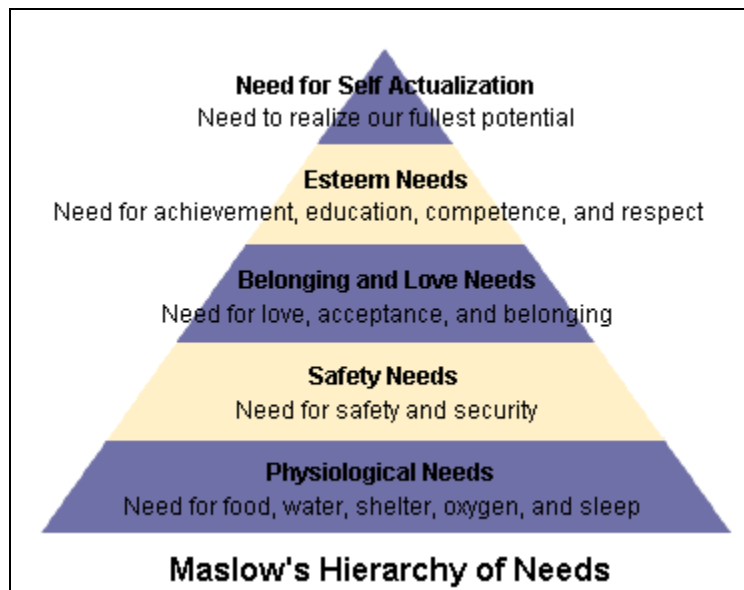 Need for Self Actualization
Need to realize our fullest potential
Esteem Needs
Need for achievement, education, competence, and respect
Belonging and Love Needs
Need for love, acceptance, and belonging
Safety Needs
Need for safety and security
Physiological Needs
Need for food, water, shelter, oxygen, and sleep
Maslow's Hierarchy of Needs